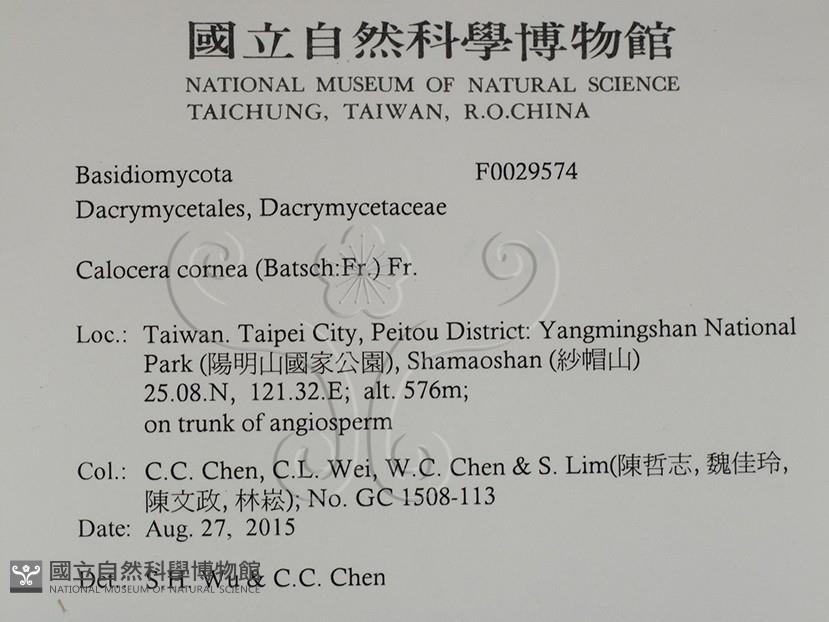 國立自然科學博物館
NATIONAL MUSEUM OF NATURAL SCIENCE
TAICHUNG, TAIWAN, R.O.CHINA
Basidiomycota F0029574
Dacrymycetales, Dacrymycetaceae
Calocera cornea (Batsch:Fr.) Fr.
Loc.: Taiwan. Taipei City, Peitou District: Yangmingshan National
Park (陽明山國家公園), Shamaoshan (紗帽山)
25.08.N, 121.32.E; alt. 576m;
on trunk of angiosperm
Col.: C.C. Chen, C.L. Wei, W.C. Chen & S. Lim(陳哲志, 魏佳玲,
陳文政, 林崧); No. GC 1508-113
Date: Aug. 27, 2015
Det.: S.H. Wu & C.C. Chen
國立自然科學博物館
NATIONAL MUSEUM OF NATURAL SCIENCE